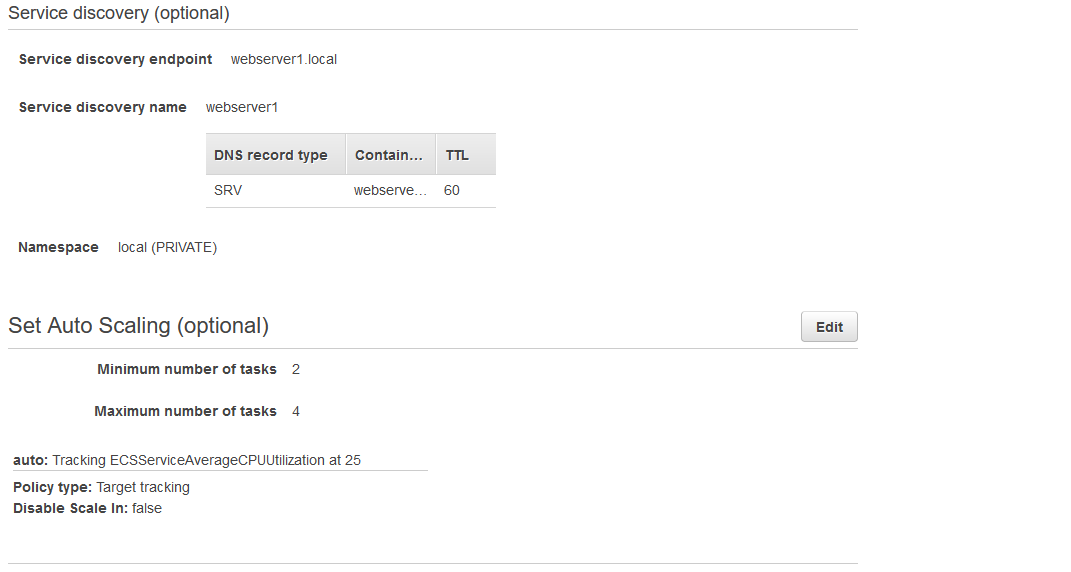 Service discovery (optional)
Service discovery endpoint webserver1.local
Service discovery name webserver1
DNS record type Contain... TTL
SRV webserve... 60
Namespace local (PRIVATE)
Set Auto Scaling (optional) Edit
Minimum number of tasks 2
Maximum number of tasks 4
auto: Tracking ECSServiceAverageCPUUtilization at 25
Policy type: Target tracking
Disable Scale In: false